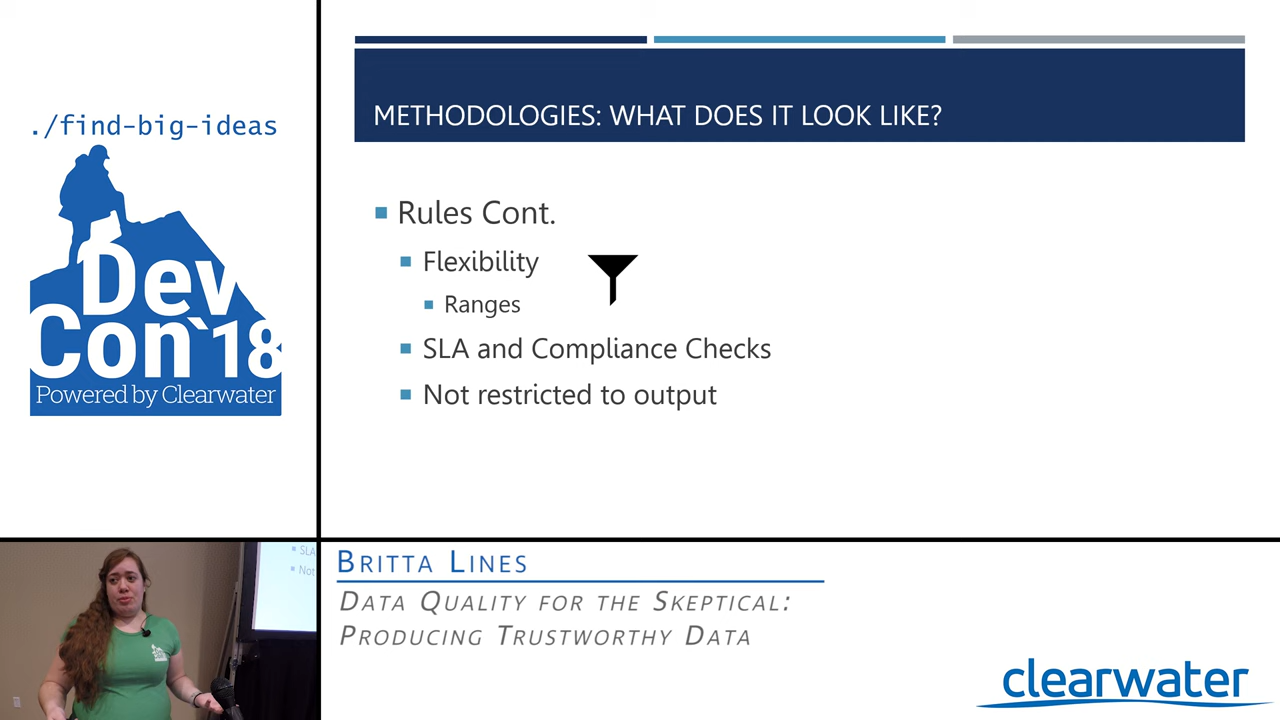 ./find-big-ideas
Dev
Con`18
Powered by Clearwater
METHODOLOGIES: WHAT DOES IT LOOK LIKE?
Rules Cont.
Flexibility
Ranges
SLA and Compliance Checks
Not restricted to output
SLA
Not
BRITTA LINES
DATA QUALITY FOR THE SKEPTICAL:
PRODUCING TRUSTWORTHY DATA
clearwater